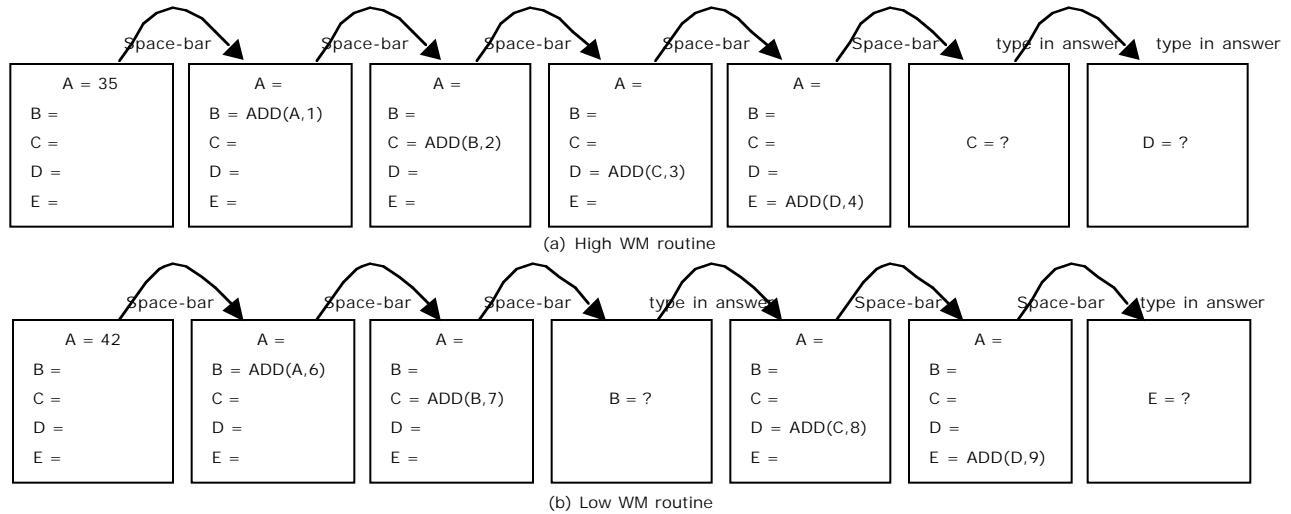 Space-bar Space-bar Space-bar Space-bar Space-bar type in answer type in answer
A = 35
B =
C =
D =
E =
A =
B = ADD(A,1)
C =
D =
E =
A =
B =
C = ADD(B,2)
D =
E =
A =
B =
C =
D = ADD(C,3)
E =
A =
B =
C =
D =
E = ADD(D,4)
C = ?
D = ?
(a) High WM routine
Space-bar Space-bar Space-bar type in answer Space-bar Space-bar type in answer
A = 42
B =
C =
D =
E =
A =
B = ADD(A,6)
C =
D =
E =
A =
B =
C = ADD(B,7)
D =
E =
B = ?
A =
B =
C =
D = ADD(C,8)
E =
A =
B =
C =
D =
E = ADD(D,9)
E = ?
(b) Low WM routine